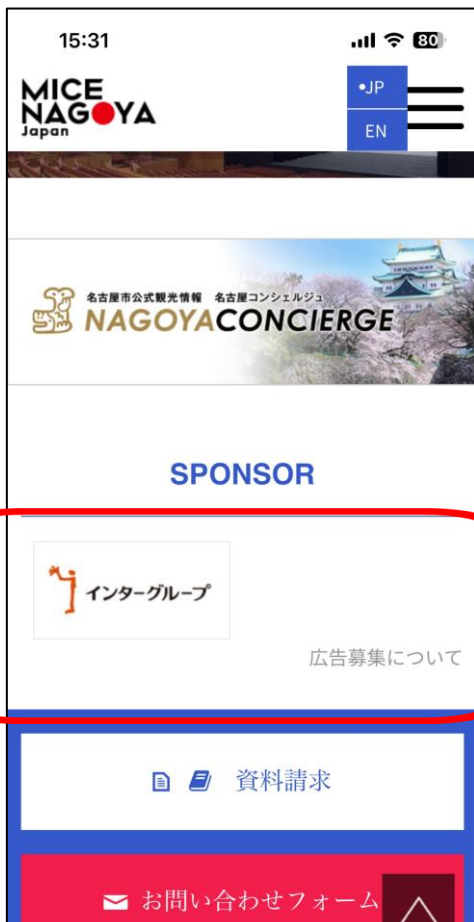 15:31
80
MICE
NAGOYA
Japan
•JP
EN
名古屋市公式観光情報 名古屋コンシェルジュ
NAGOYACONCIERGE
SPONSOR
インターグループ
広告募集について
資料請求
お問い合わせフォーム